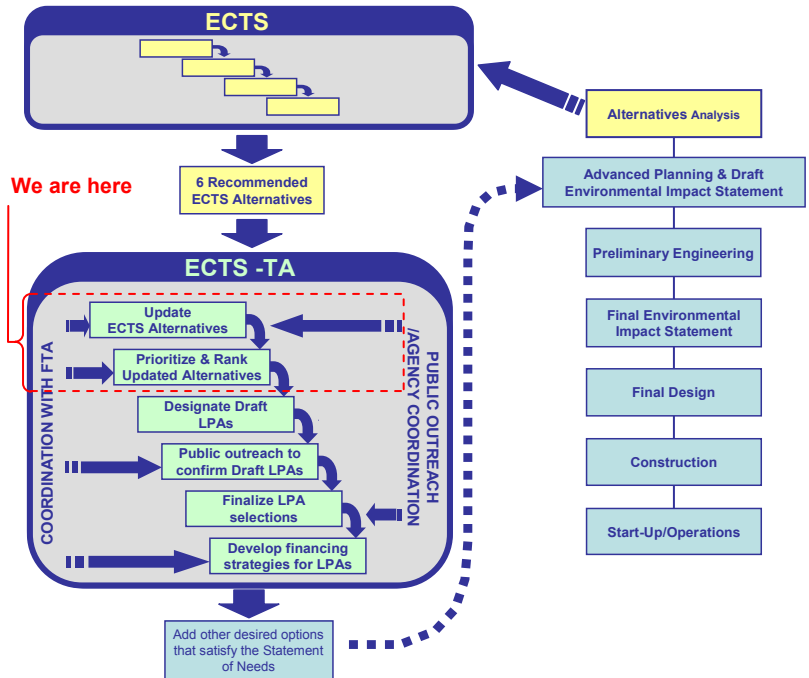 ECTS
We are here
6 Recommended
ECTS Alternatives
ECTS -TA
COORDINATION WITH FTA
PUBLIC OUTREACH
/AGENCY COORDINATION
Update
ECTS Alternatives
Prioritize & Rank
Updated Alternatives
Designate Draft
LPAs
Public outreach to
confirm Draft LPAs
Finalize LPA
selections
Develop financing
strategies for LPAs
Add other desired options
that satisfy the Statement
of Needs
Alternatives Analysis
Advanced Planning & Draft
Environmental Impact Statement
Preliminary Engineering
Final Environmental
Impact Statement
Final Design
Construction
Start-Up/Operations